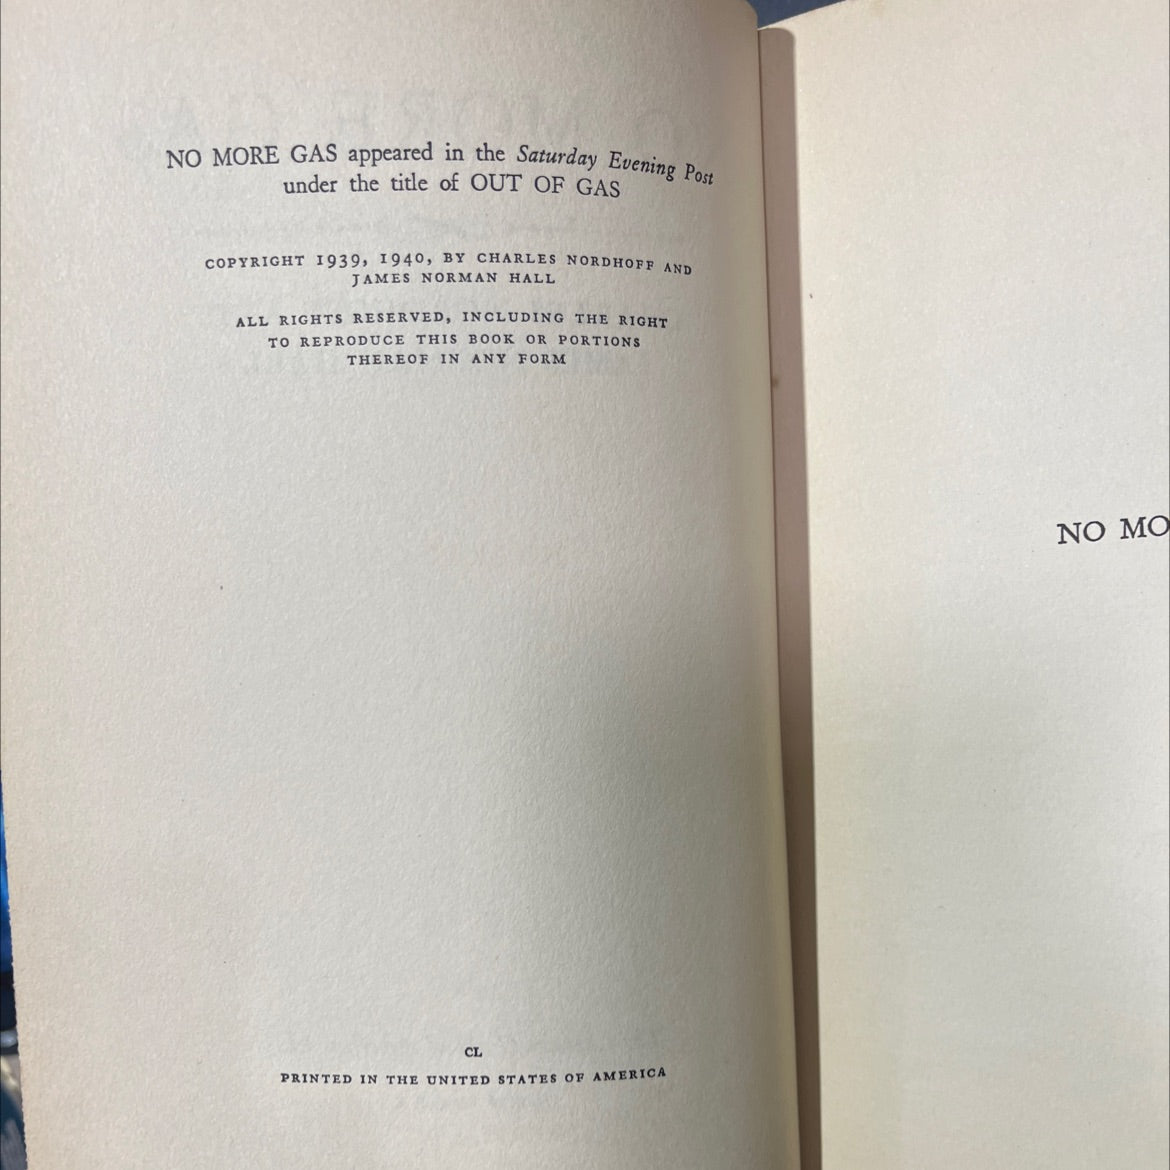 NO MORE GAS appeared in the Saturday Evening Post
under the title of OUT OF GAS
COPYRIGHT 1939, 1940, BY CHARLES NORDHOFF AND
JAMES NORMAN HALL
ALL RIGHTS RESERVED, INCLUDING THE RIGHT
TO REPRODUCE THIS BOOK OR PORTIONS
THEREOF IN ANY FORM
CL
PRINTED IN THE UNITED STATES OF AMERICA
NO MO